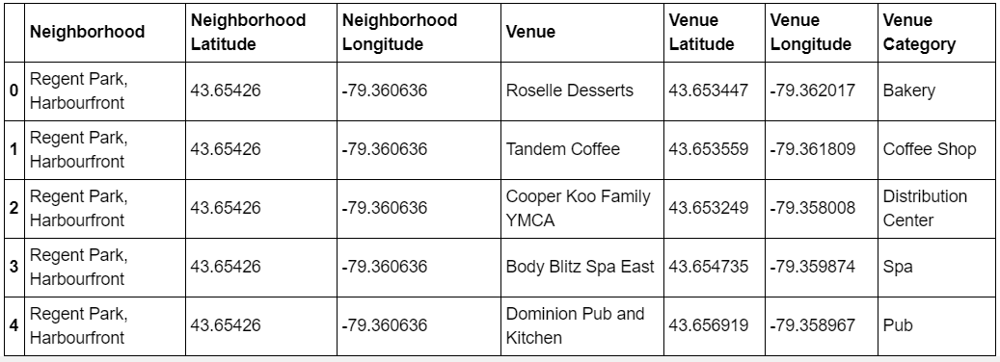 Neighborhood Neighborhood Latitude Neighborhood Longitude Venue Venue Latitude Venue Longitude Venue Category
0 Regent Park, Harbourfront 43.65426 -79.360636 Roselle Desserts 43.653447 -79.362017 Bakery
1 Regent Park, Harbourfront 43.65426 -79.360636 Tandem Coffee 43.653559 -79.361809 Coffee Shop
2 Regent Park, Harbourfront 43.65426 -79.360636 Cooper Koo Family YMCA 43.653249 -79.358008 Distribution Center
3 Regent Park, Harbourfront 43.65426 -79.360636 Body Blitz Spa East 43.654735 -79.359874 Spa
4 Regent Park, Harbourfront 43.65426 -79.360636 Dominion Pub and Kitchen 43.656919 -79.358967 Pub